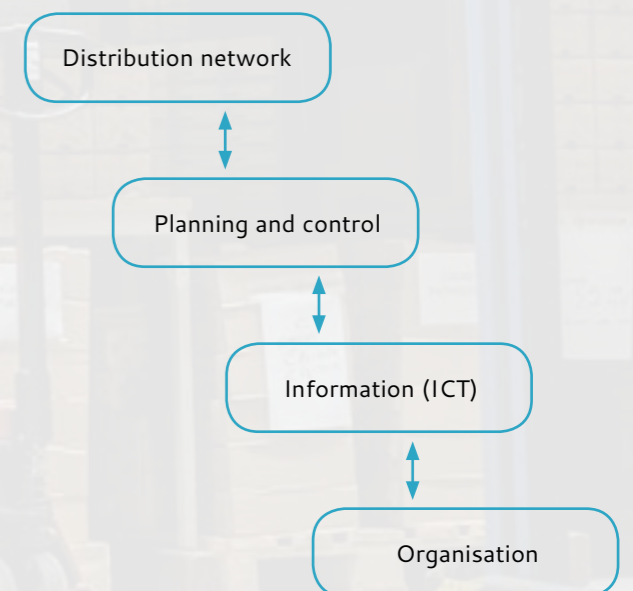 Distribution network
Planning and control
Information (ICT)
Organisation